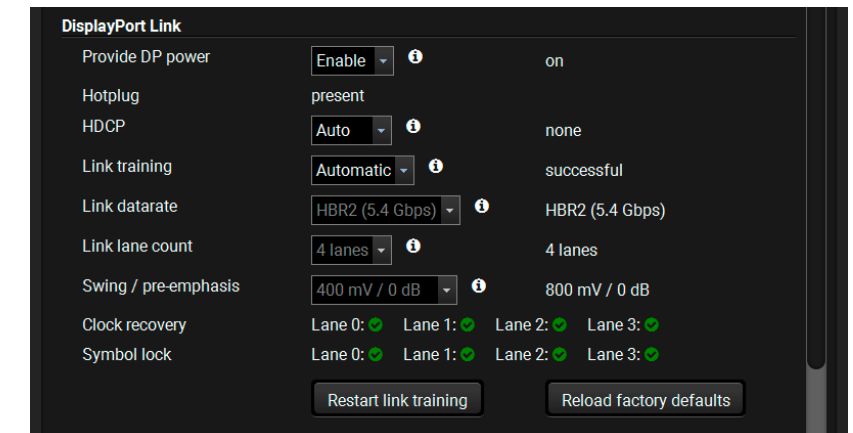 DisplayPort Link
Provide DP power Enable on
Hotplug present
HDCP Auto none
Link training Automatic successful
Link datarate HBR2 (5.4 Gbps) HBR2 (5.4 Gbps)
Link lane count 4 lanes 4 lanes
Swing / pre-emphasis 400 mV / 0 dB 800 mV / 0 dB
Clock recovery Lane 0: Lane 1: Lane 2: Lane 3:
Symbol lock Lane 0: Lane 1: Lane 2: Lane 3:
Restart link training Reload factory defaults